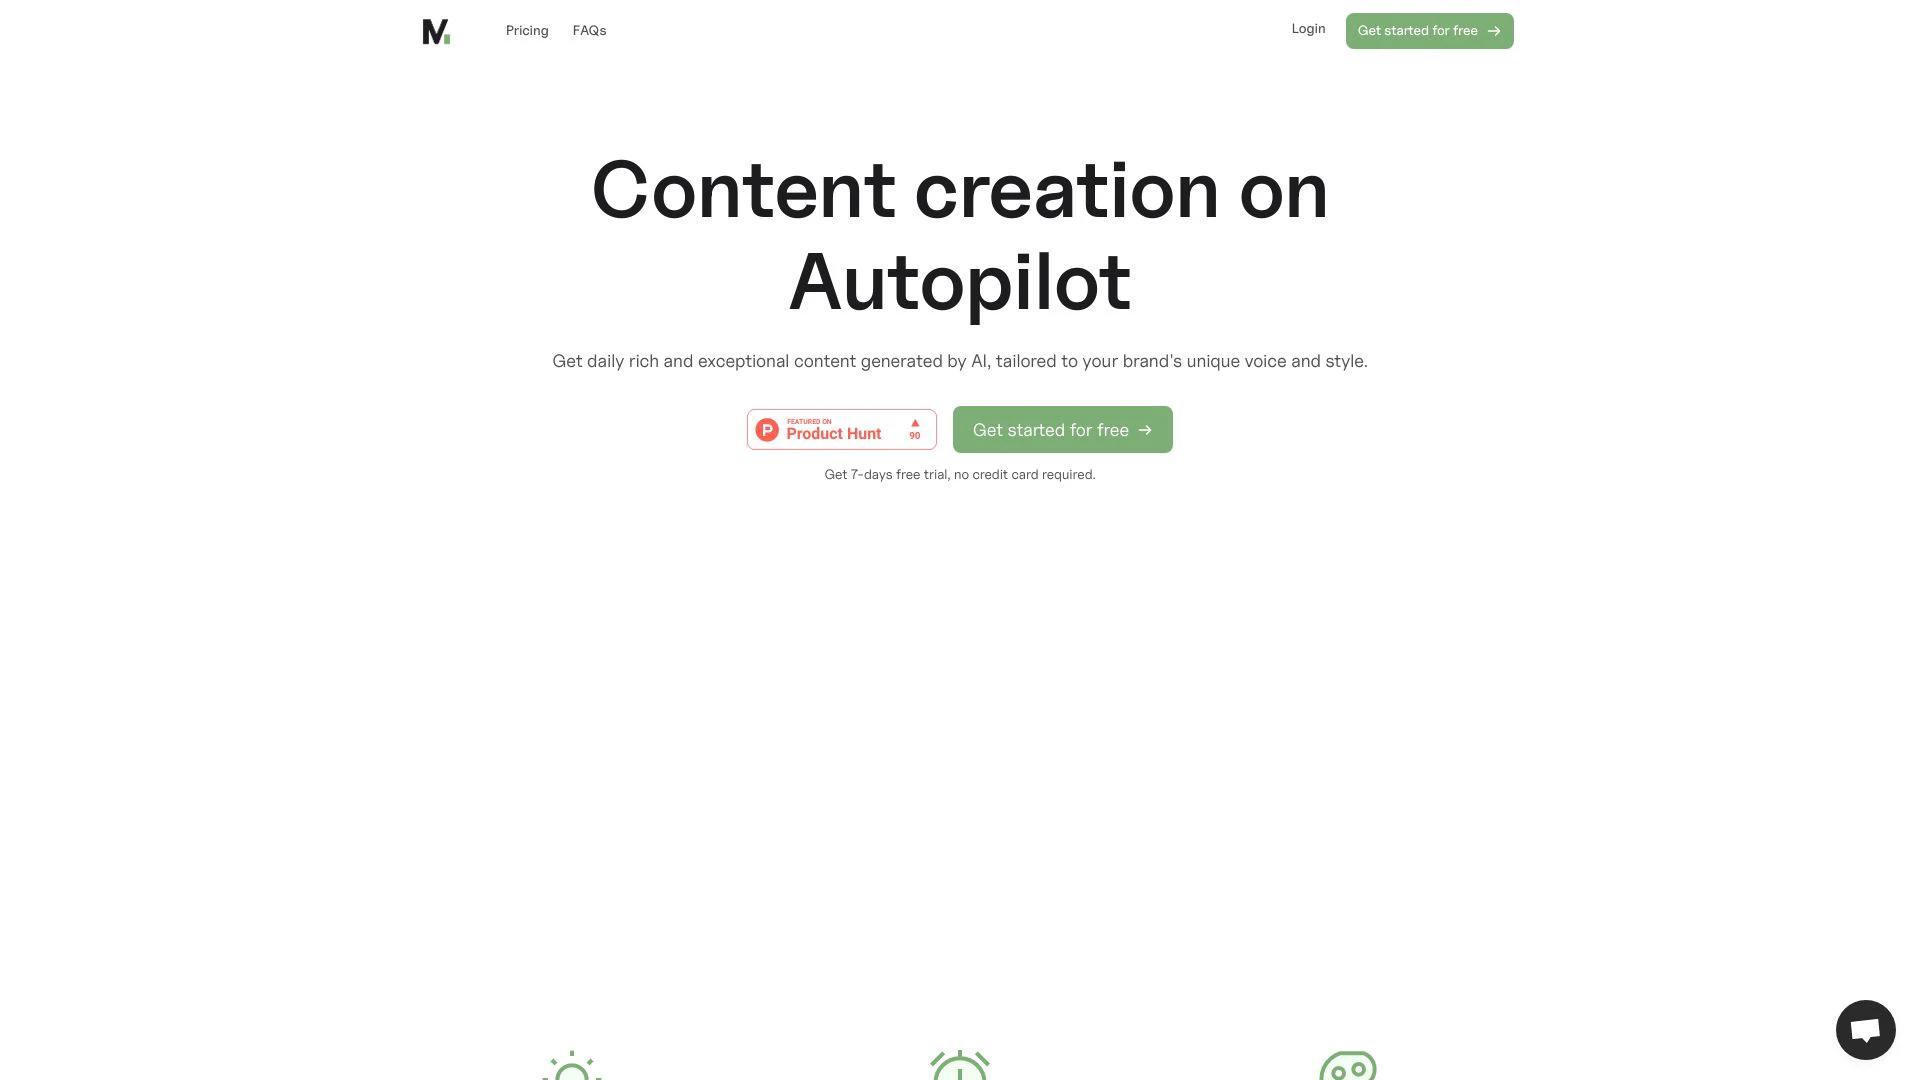 Pricing
FAQs
Login
Get started for free
Content creation on
Autopilot
Get daily rich and exceptional content generated by AI, tailored to your brand's unique voice and style.
FEATURED ON
Product Hunt
90
Get started for free
Get 7-days free trial, no credit card required.